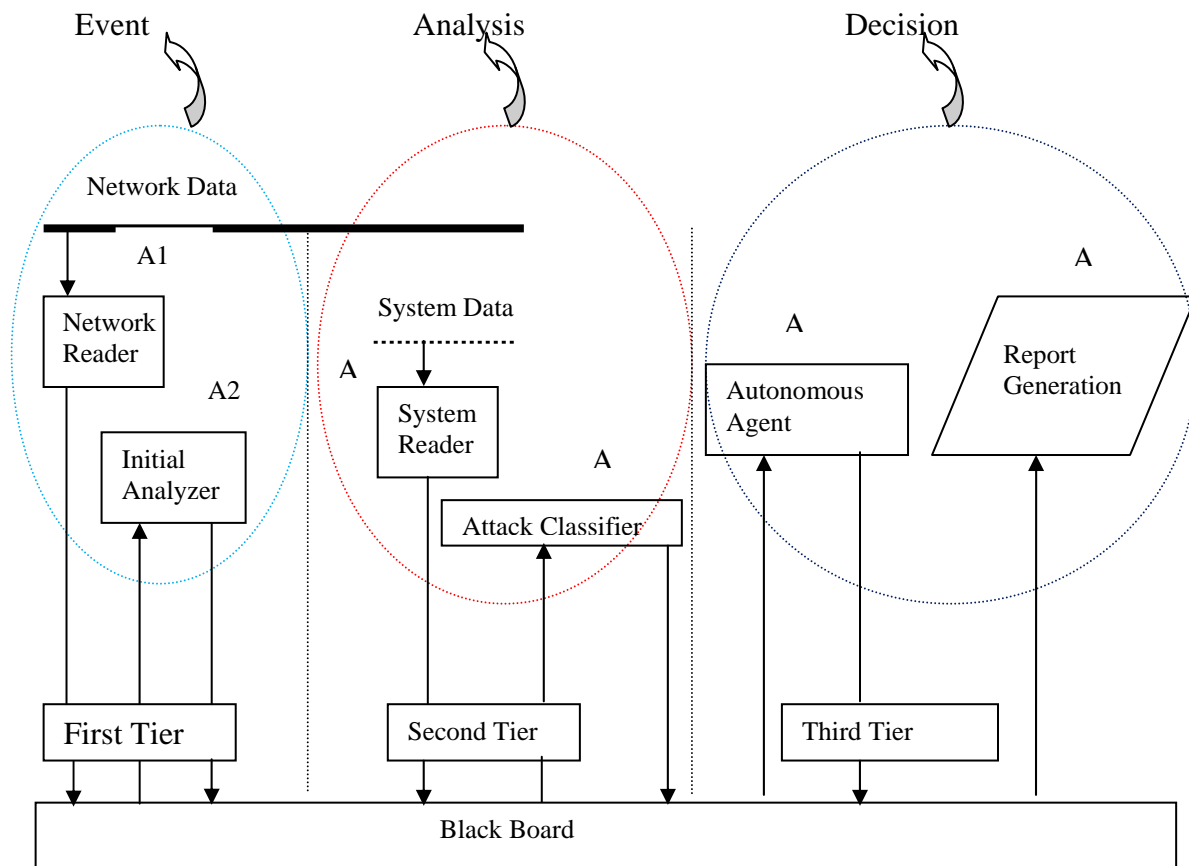 Event
Analysis
Decision
Network Data
A1
Network
Reader
A2
Initial
Analyzer
First Tier
System Data
A
System
Reader
A
Attack Classifier
Second Tier
A
Autonomous
Agent
A
Report
Generation
Third Tier
Black Board